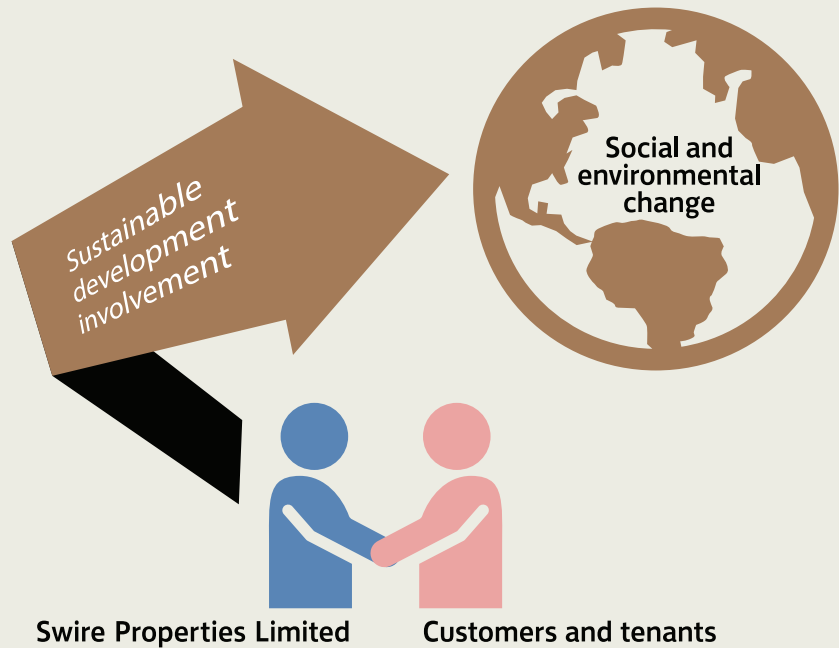 Social and
environmental
change
Sustainable
development
involvement
Swire Properties Limited
Customers and tenants